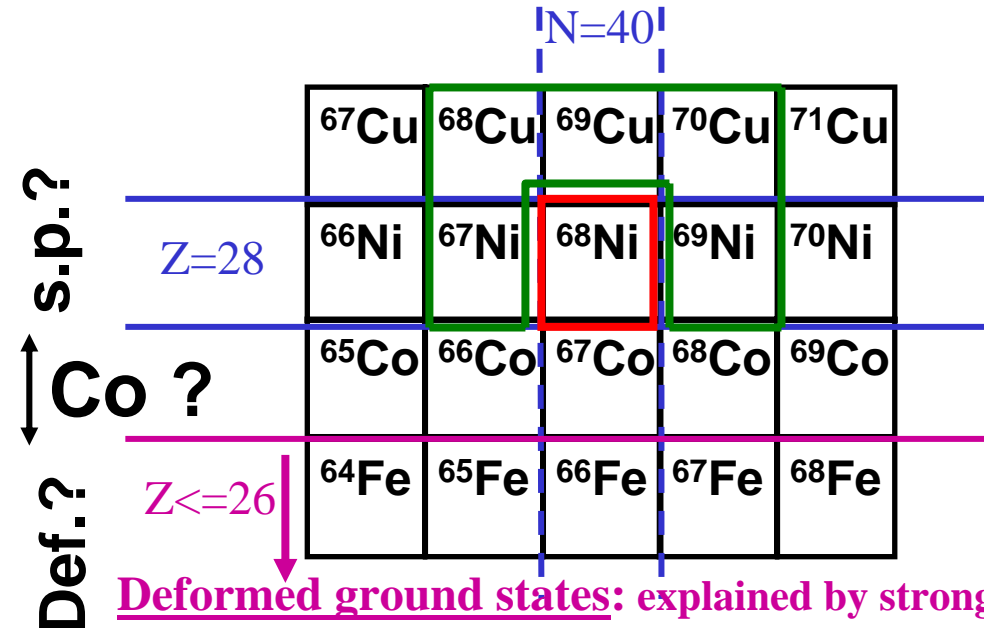 N=40
⁶⁷Cu ⁶⁸Cu ⁶⁹Cu ⁷⁰Cu ⁷¹Cu
s.p.?
Z=28
⁶⁶Ni ⁶⁷Ni ⁶⁸Ni ⁶⁹Ni ⁷⁰Ni
Co ?
⁶⁵Co ⁶⁶Co ⁶⁷Co ⁶⁸Co ⁶⁹Co
Def.?
Z<=26
⁶⁴Fe ⁶⁵Fe ⁶⁶Fe ⁶⁷Fe ⁶⁸Fe
Deformed ground states: explained by strong